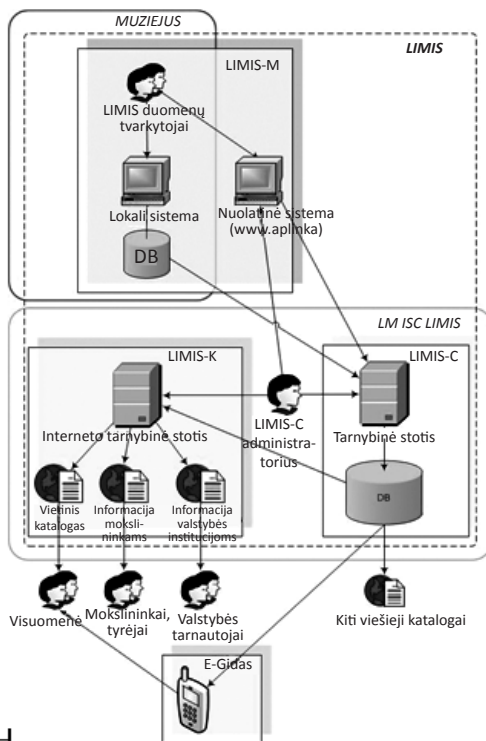 MUZIEJUS
LIMIS
LIMIS-M
LIMIS duomenų
tvarkytojai
Lokali sistema
Nuolatinė sistema
(www.aplinka)
DB
LM ISC LIMIS
LIMIS-K
LIMIS-C
Interneto tarnybinė stotis
LIMIS-C
administra-
torius
Tarnybinė stotis
DB
Vietinis
katalogas
Informacija
moksli-
ninkams
Informacija
valstybės
institucijoms
Visuomenė
Mokslininkai,
tyrėjai
Valstybės
tarnautojai
Kiti viešieji katalogai
E-Gidas